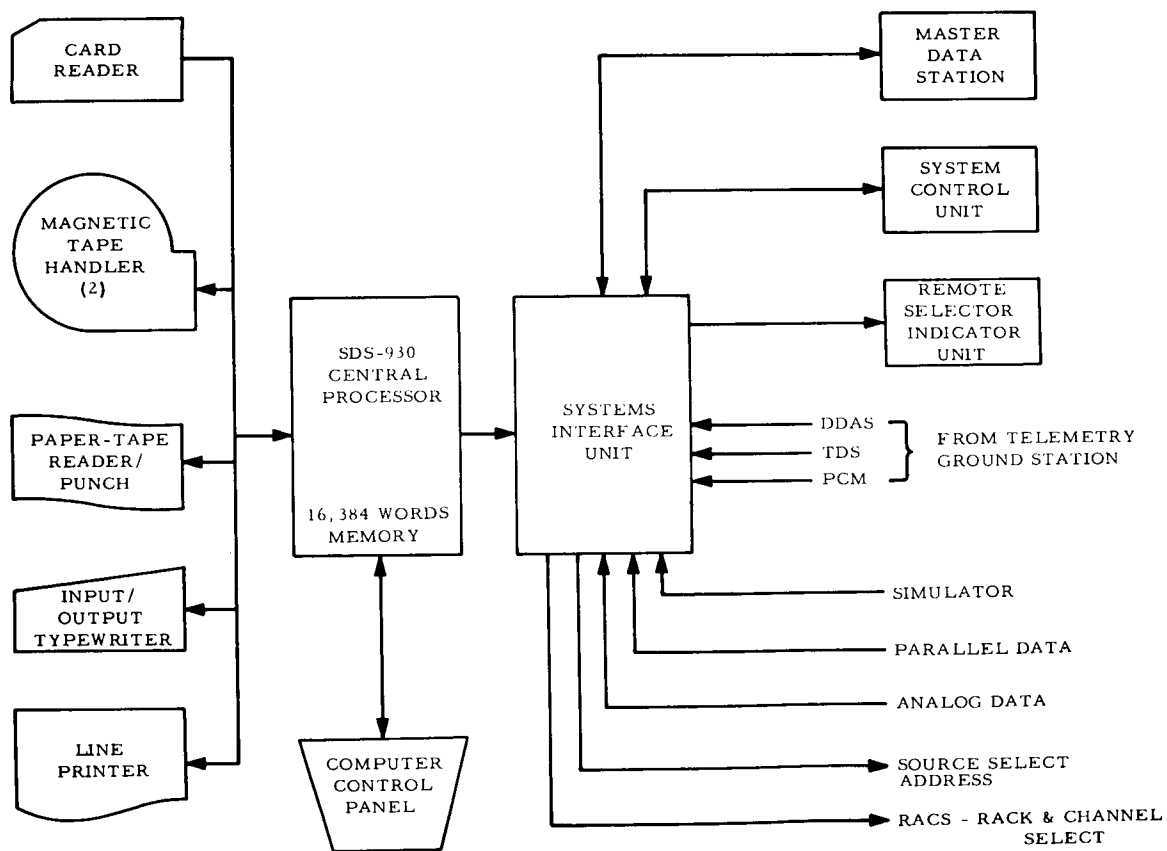 CARD
READER
MAGNETIC
TAPE
HANDLER
(2)
PAPER-TAPE
READER/
PUNCH
INPUT/
OUTPUT
TYPEWRITER
LINE
PRINTER
SDS-930
CENTRAL
PROCESSOR
16,384 WORDS
MEMORY
COMPUTER
CONTROL
PANEL
SYSTEMS
INTERFACE
UNIT
MASTER
DATA
STATION
SYSTEM
CONTROL
UNIT
REMOTE
SELECTOR
INDICATOR
UNIT
DDAS
TDS
PCM
FROM TELEMETRY
GROUND STATION
SIMULATOR
PARALLEL DATA
ANALOG DATA
SOURCE SELECT
ADDRESS
RACS - RACK & CHANNEL
SELECT